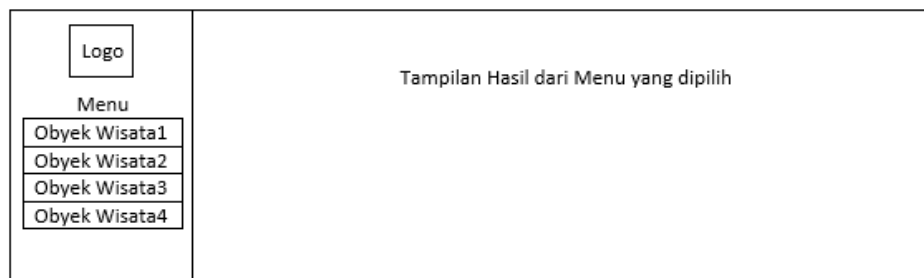 Logo
Menu
Obyek Wisata1
Obyek Wisata2
Obyek Wisata3
Obyek Wisata4
Tampilan Hasil dari Menu yang dipilih